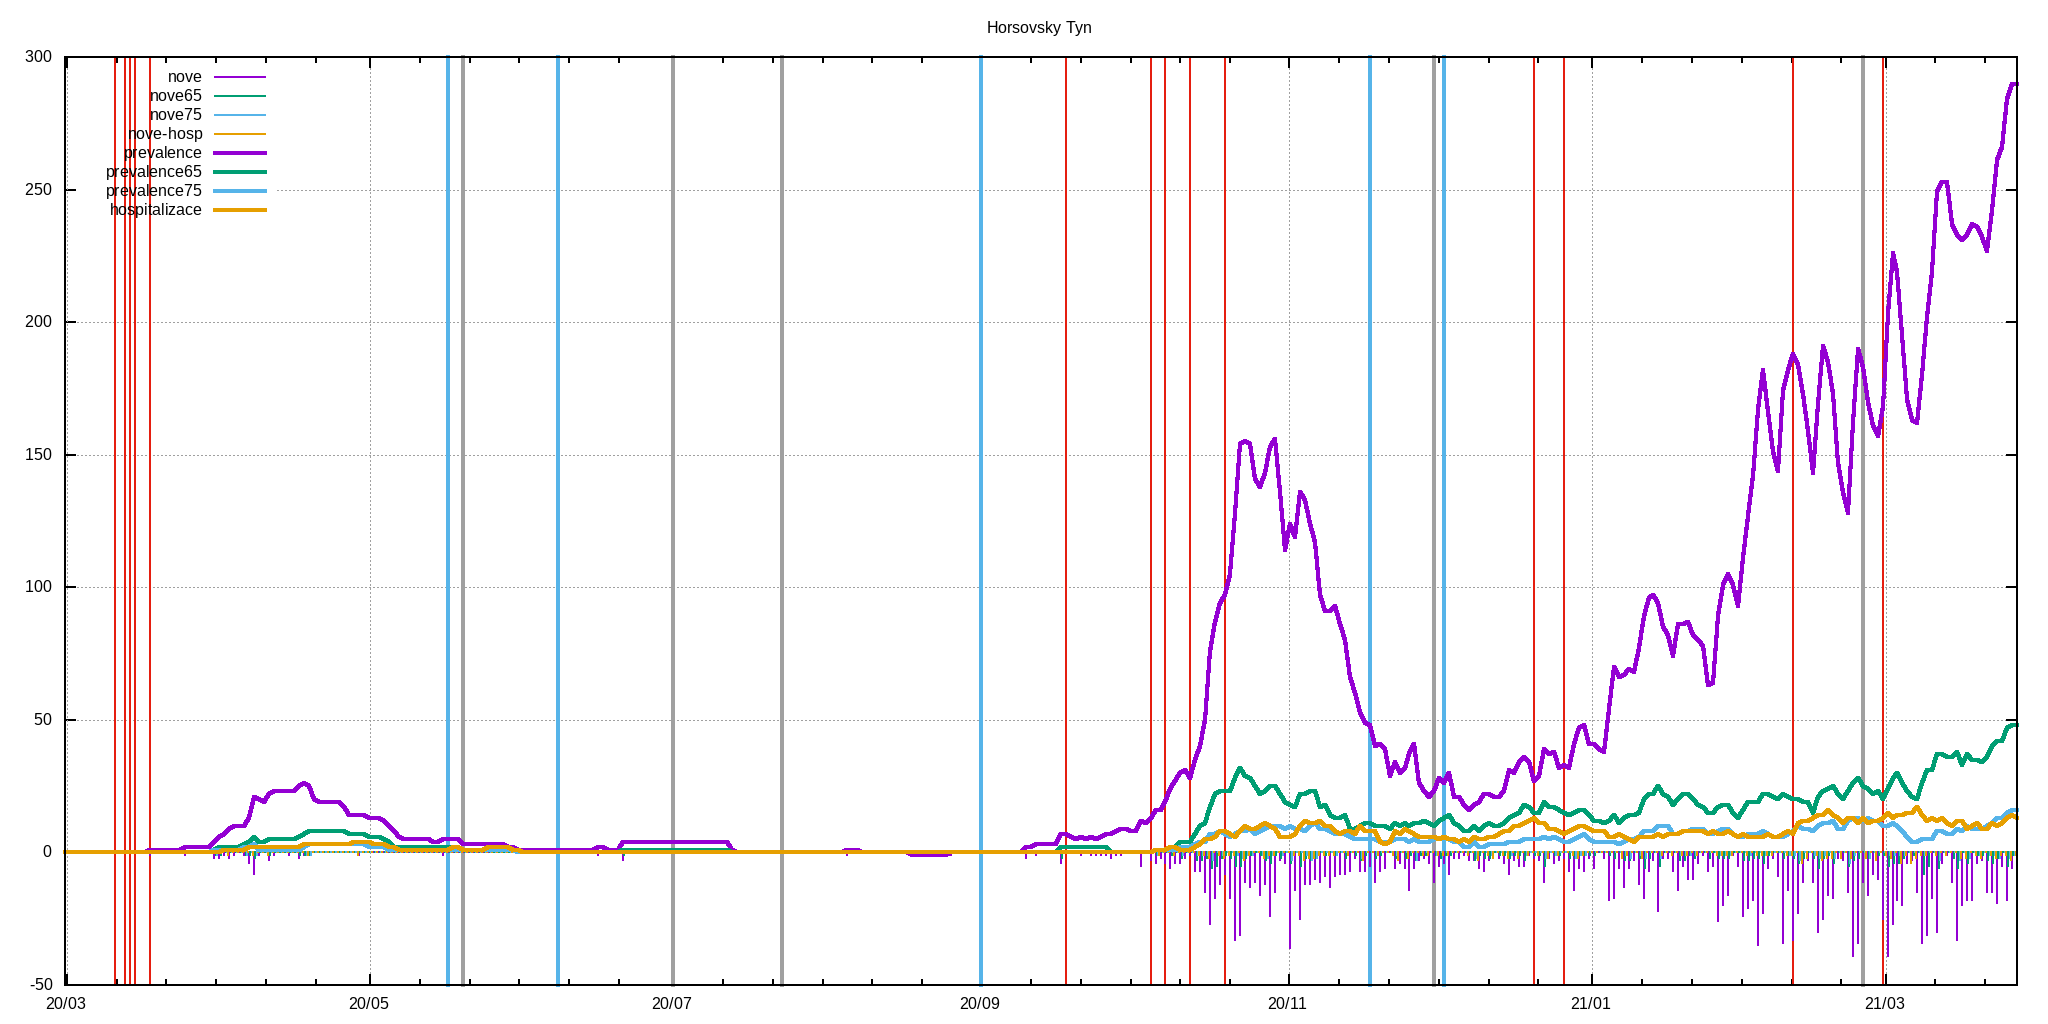 Horsovsky Tyn
300
250
200
150
100
50
0
-50
nove
nove65
nove75
nove-hosp
prevalence
prevalence65
prevalence75
hospitalizace
20/03 20/05 20/07 20/09 20/11 21/01 21/03